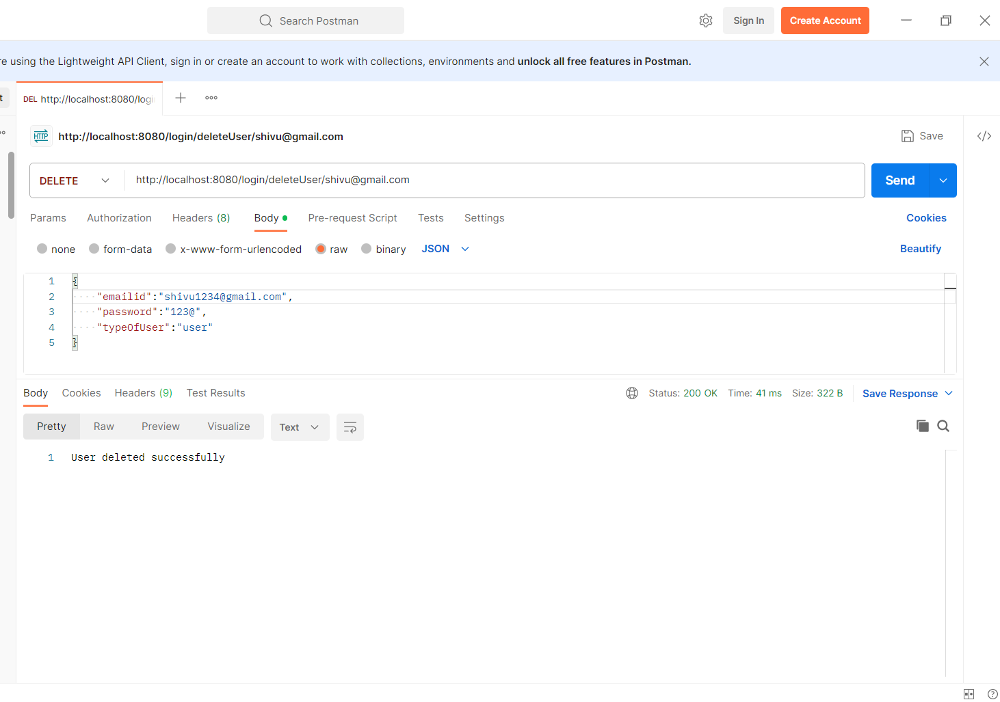 Search Postman
Sign In
Create Account
re using the Lightweight API Client, sign in or create an account to work with collections, environments and unlock all free features in Postman.
t
DEL http://localhost:8080/logi
HTTP http://localhost:8080/login/deleteUser/shivu@gmail.com
Save
DELETE http://localhost:8080/login/deleteUser/shivu@gmail.com
Send
Params Authorization Headers (8) Body Pre-request Script Tests Settings Cookies
none form-data x-www-form-urlencoded raw binary JSON Beautify
1 {
2 "emailid":"shivu1234@gmail.com",
3 "password":"123@",
4 "typeOfUser":"user"
5 }
Body Cookies Headers (9) Test Results Status: 200 OK Time: 41 ms Size: 322 B Save Response
Pretty Raw Preview Visualize Text
1 User deleted successfully